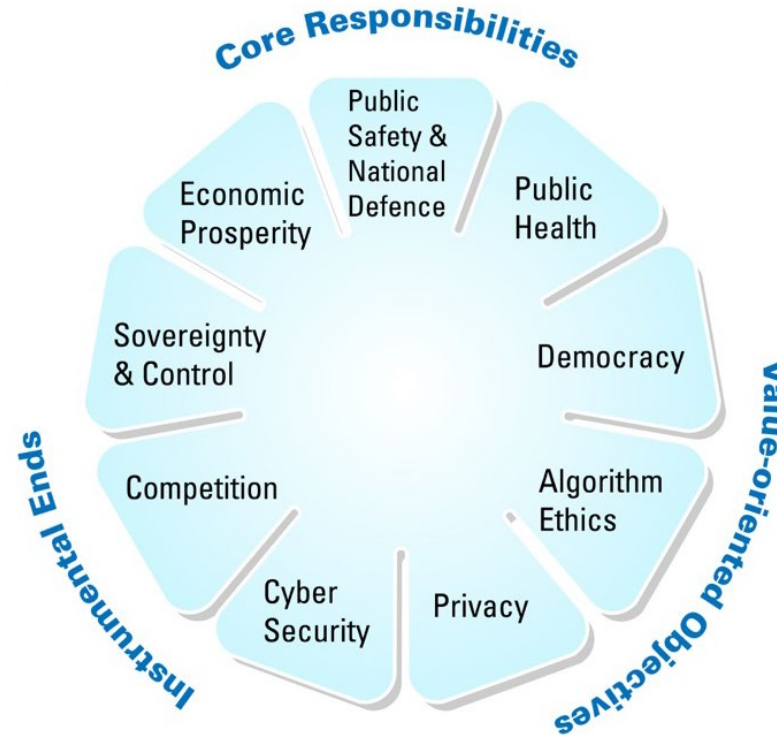 Core Responsibilities
Public
Safety &
National
Defence
Public
Health
Democracy
Algorithm
Ethics
Privacy
Cyber
Security
Competition
Sovereignty
& Control
Economic
Prosperity
Value-oriented Objectives
Instrumental Ends